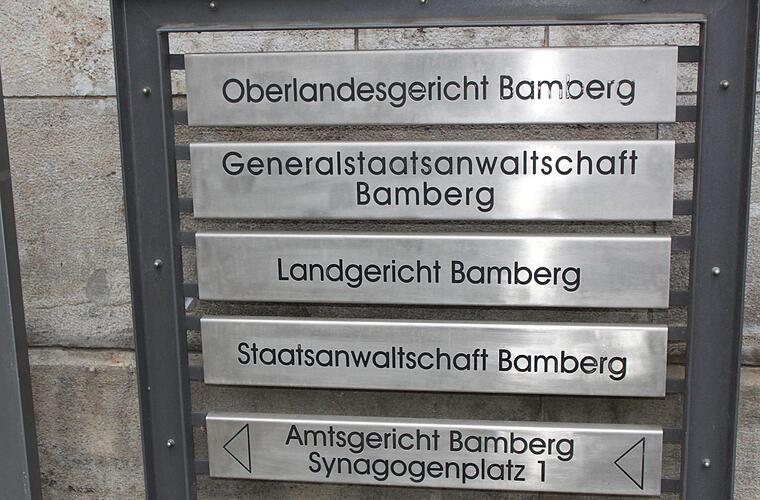 Oberlandesgericht Bamberg
Generalstaatsanwaltschaft
Bamberg
Landgericht Bamberg
Staatsanwaltschaft Bamberg
Amtsgericht Bamberg
Synagogenplatz 1